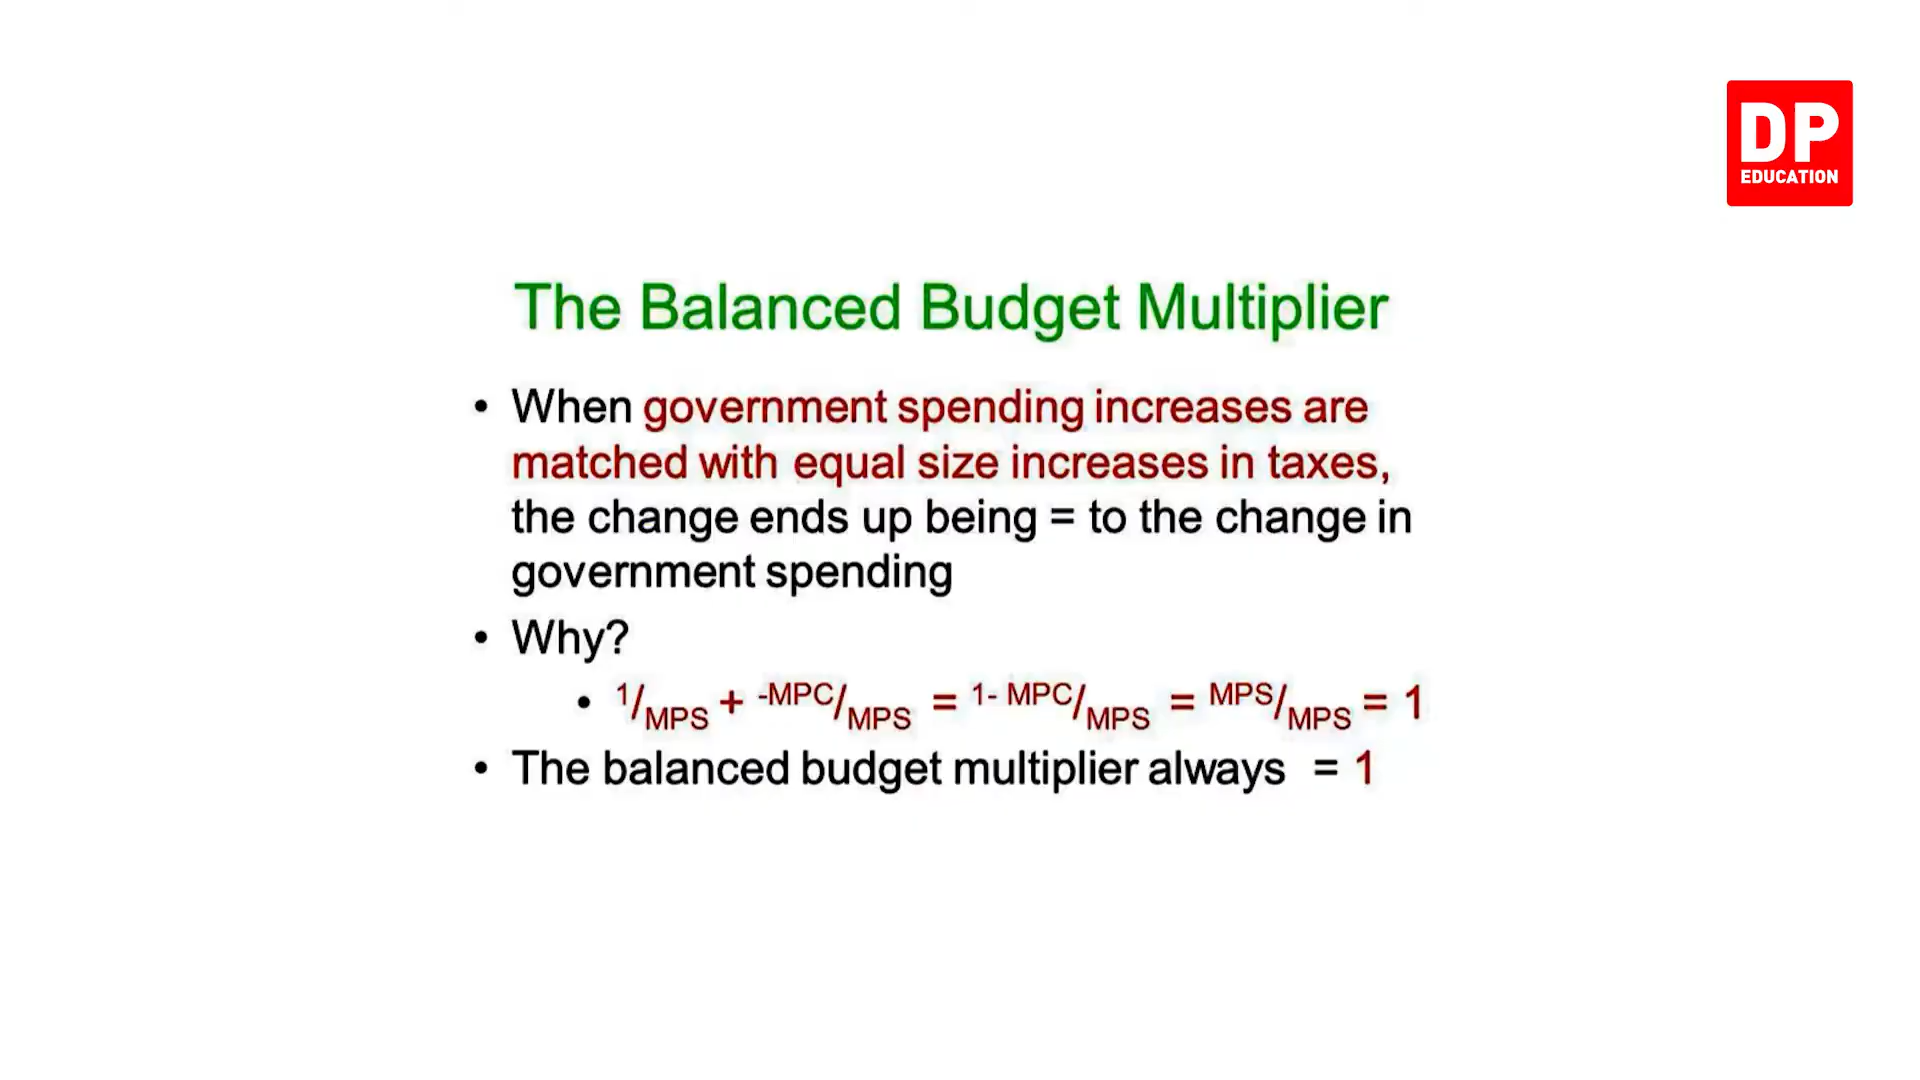 DP
EDUCATION
The Balanced Budget Multiplier
• When government spending increases are
matched with equal size increases in taxes,
the change ends up being = to the change in
government spending
• Why?
• 1/MPS + -MPC/MPS = 1- MPC/MPS = MPS/MPS = 1
• The balanced budget multiplier always = 1